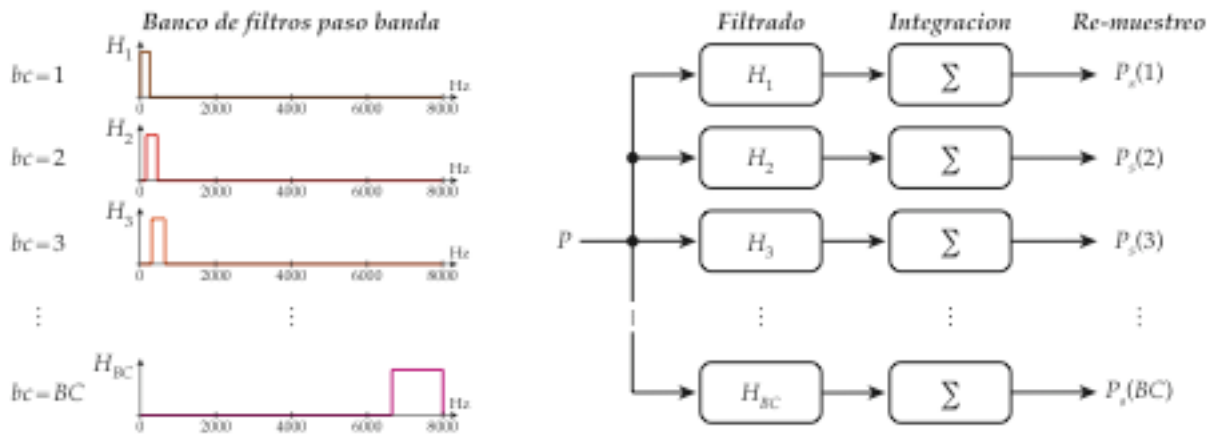 Banco de filtros paso banda
bc=1
H1
Hz
0 2000 4000 6000 8000
bc=2
H2
Hz
0 2000 4000 6000 8000
bc=3
H3
Hz
0 2000 4000 6000 8000
⋮ ⋮
bc=BC
HBC
Hz
0 2000 4000 6000 8000
Filtrado Integracion Re-muestreo
H1 Σ Ps(1)
H2 Σ Ps(2)
P H3 Σ Ps(3)
⋮ ⋮ ⋮
HBC Σ Ps(BC)